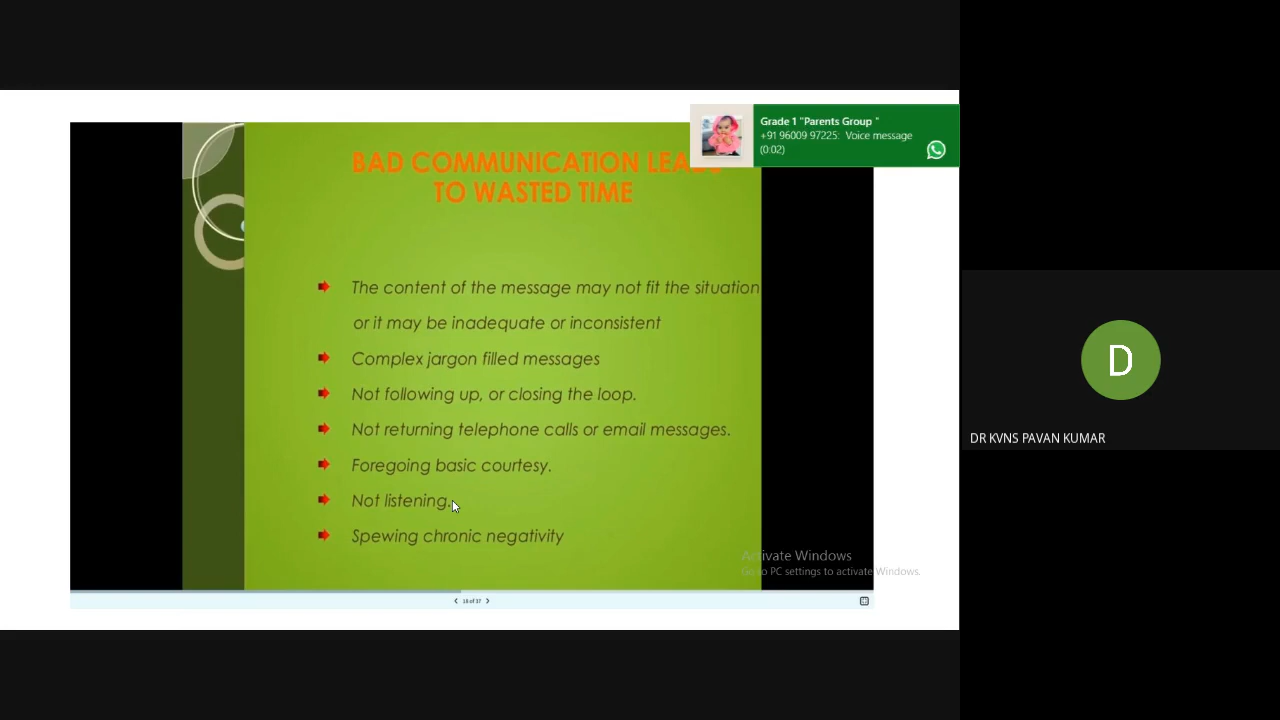 BAD COMMUNICATION
TO WASTED TIME
The content of the message may not fit the situation
or it may be inadequate or inconsistent
Complex jargon filled messages
Not following up, or closing the loop.
Not returning telephone calls or email messages.
Foregoing basic courtesy.
Not listening.
Spewing chronic negativity
Grade 1 "Parents Group "
+91 96009 97225: Voice message
(0:02)
Activate Windows
Go to PC settings to activate Windows.
18 of 37
D
DR KVNS PAVAN KUMAR